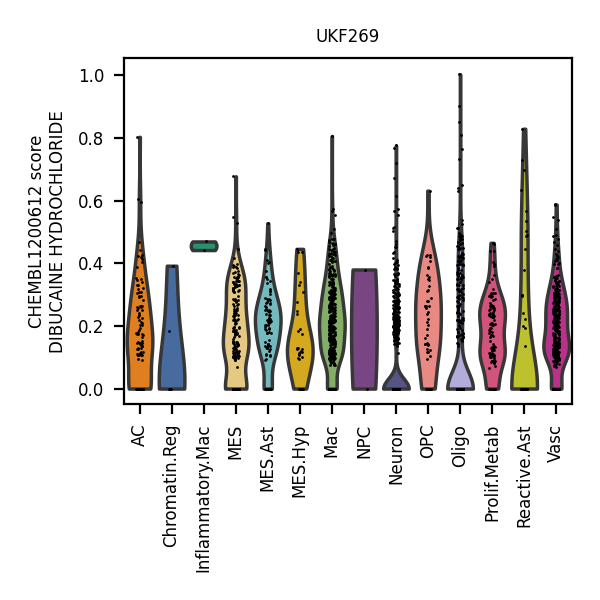 UKF269
CHEMBL1200612 score
DIBUCAINE HYDROCHLORIDE
1.0
0.8
0.6
0.4
0.2
0.0
AC
Chromatin.Reg
Inflammatory.Mac
MES
MES.Ast
MES.Hyp
Mac
NPC
Neuron
OPC
Oligo
Prolif.Metab
Reactive.Ast
Vasc